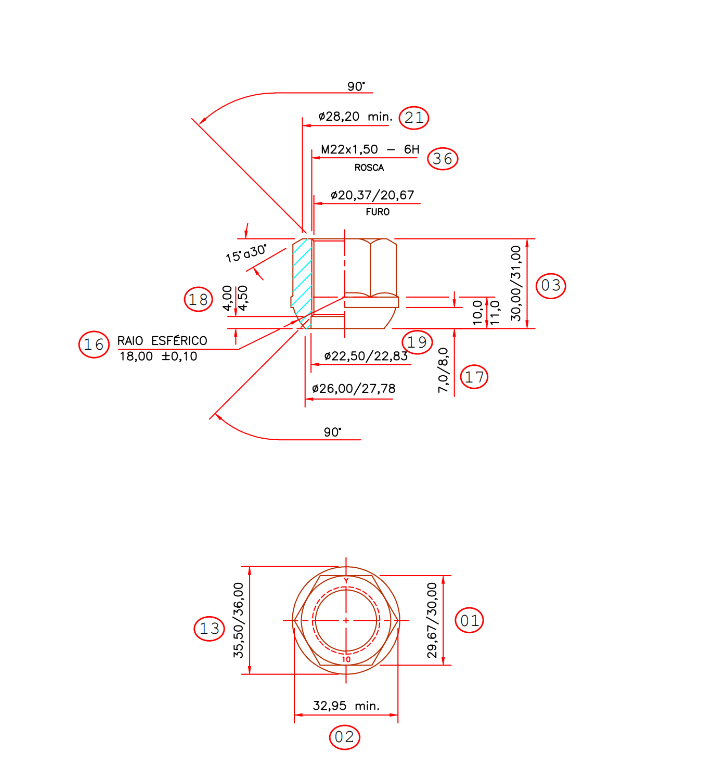 90°
ø28,20 min.
21
M22x1,50 – 6H
36
ROSCA
ø20,37/20,67
FURO
15°a30°
30,00/31,00
03
18
4,00
4,50
10,0
11,0
16
RAIO ESFÉRICO
18,00 ±0,10
19
ø22,50/22,83
7,0/8,0
17
ø26,00/27,78
90°
Y
13
35,50/36,00
29,67/30,00
01
10
32,95 min.
02